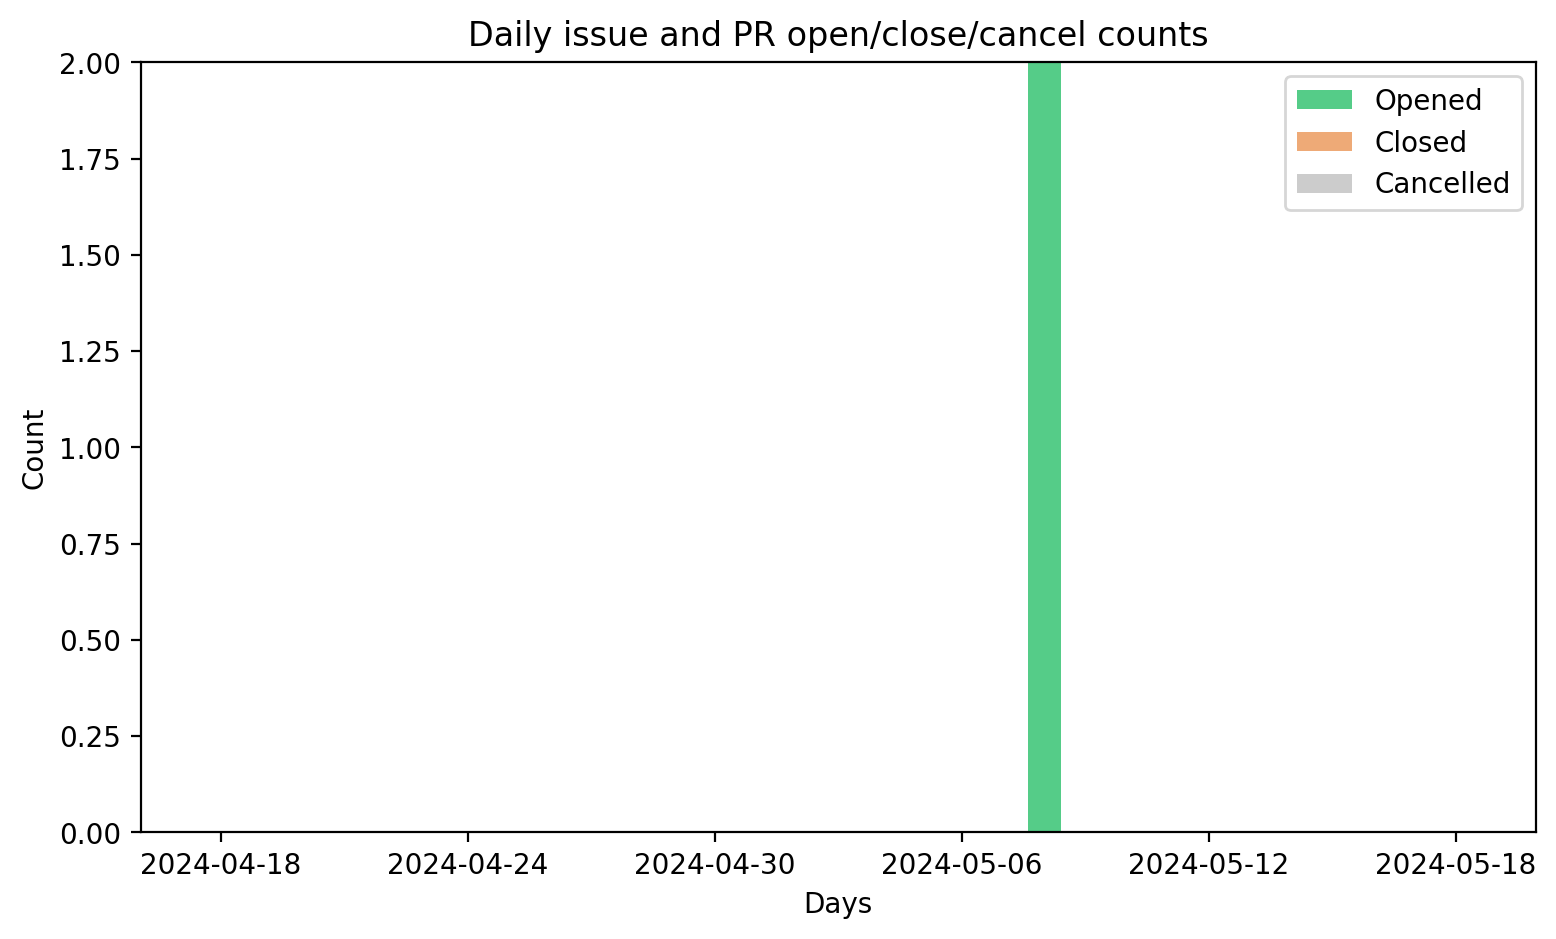 Daily issue and PR open/close/cancel counts
2.00
1.75
1.50
1.25
1.00
0.75
0.50
0.25
0.00
Count
Opened
Closed
Cancelled
2024-04-18 2024-04-24 2024-04-30 2024-05-06 2024-05-12 2024-05-18
Days